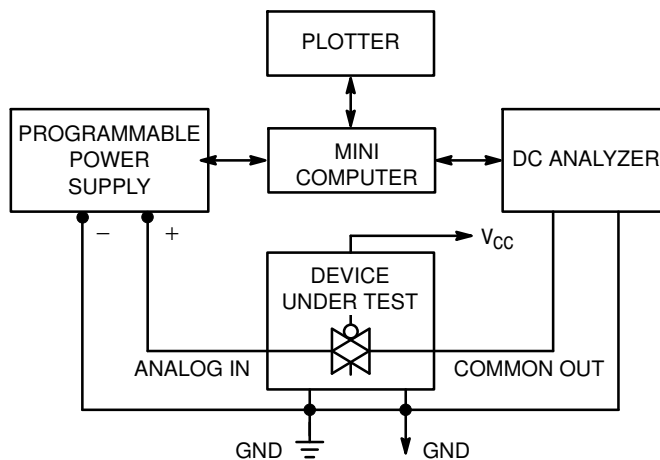 PLOTTER
PROGRAMMABLE
POWER
SUPPLY
MINI
COMPUTER
DC ANALYZER
− +
VCC
DEVICE
UNDER TEST
ANALOG IN
COMMON OUT
GND
GND